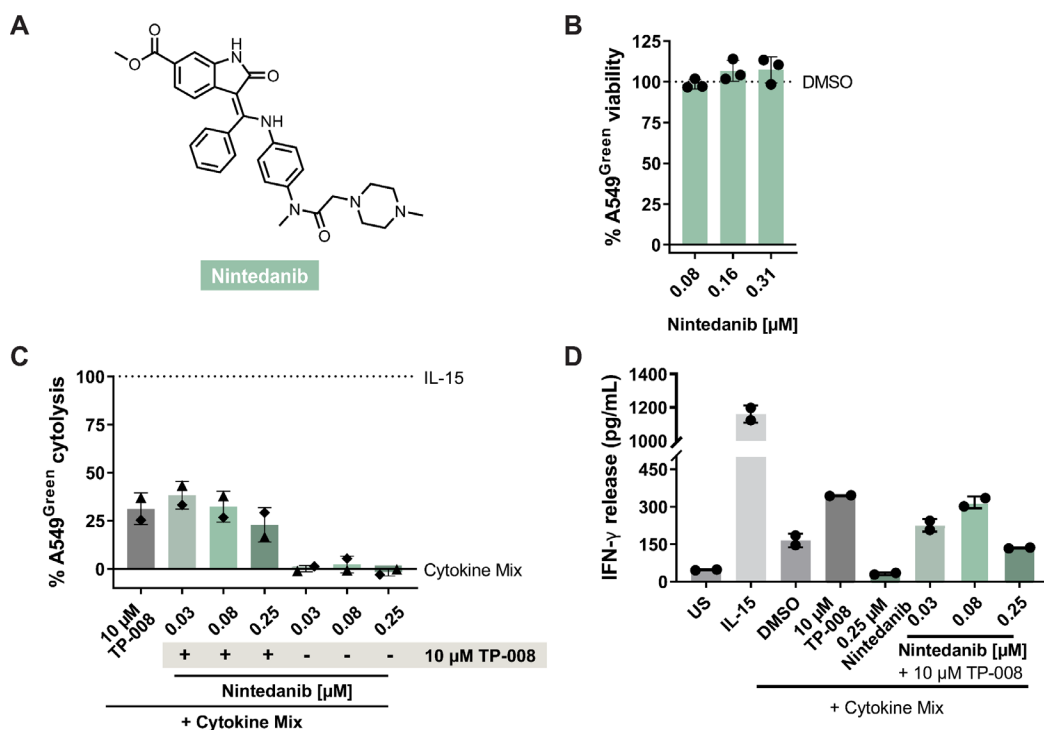 A
H
N
O
O
O
NH
N
O
N
N
Nintedanib
B
% A549Green viability
125
100
75
50
25
0
DMSO
0.08
0.16
0.31
Nintedanib [µM]
C
% A549Green cytolysis
100
75
50
25
0
IL-15
Cytokine Mix
10 µM
TP-008
0.03
0.08
0.25
0.03
0.08
0.25
+ + + - - - 10 µM TP-008
Nintedanib [µM]
+ Cytokine Mix
D
IFN-γ release (pg/mL)
1400
1200
1000
450
300
150
0
US
IL-15
DMSO
10 µM
TP-008
0.25 µM
Nintedanib
0.03
0.08
0.25
Nintedanib [µM]
+ 10 µM TP-008
+ Cytokine Mix